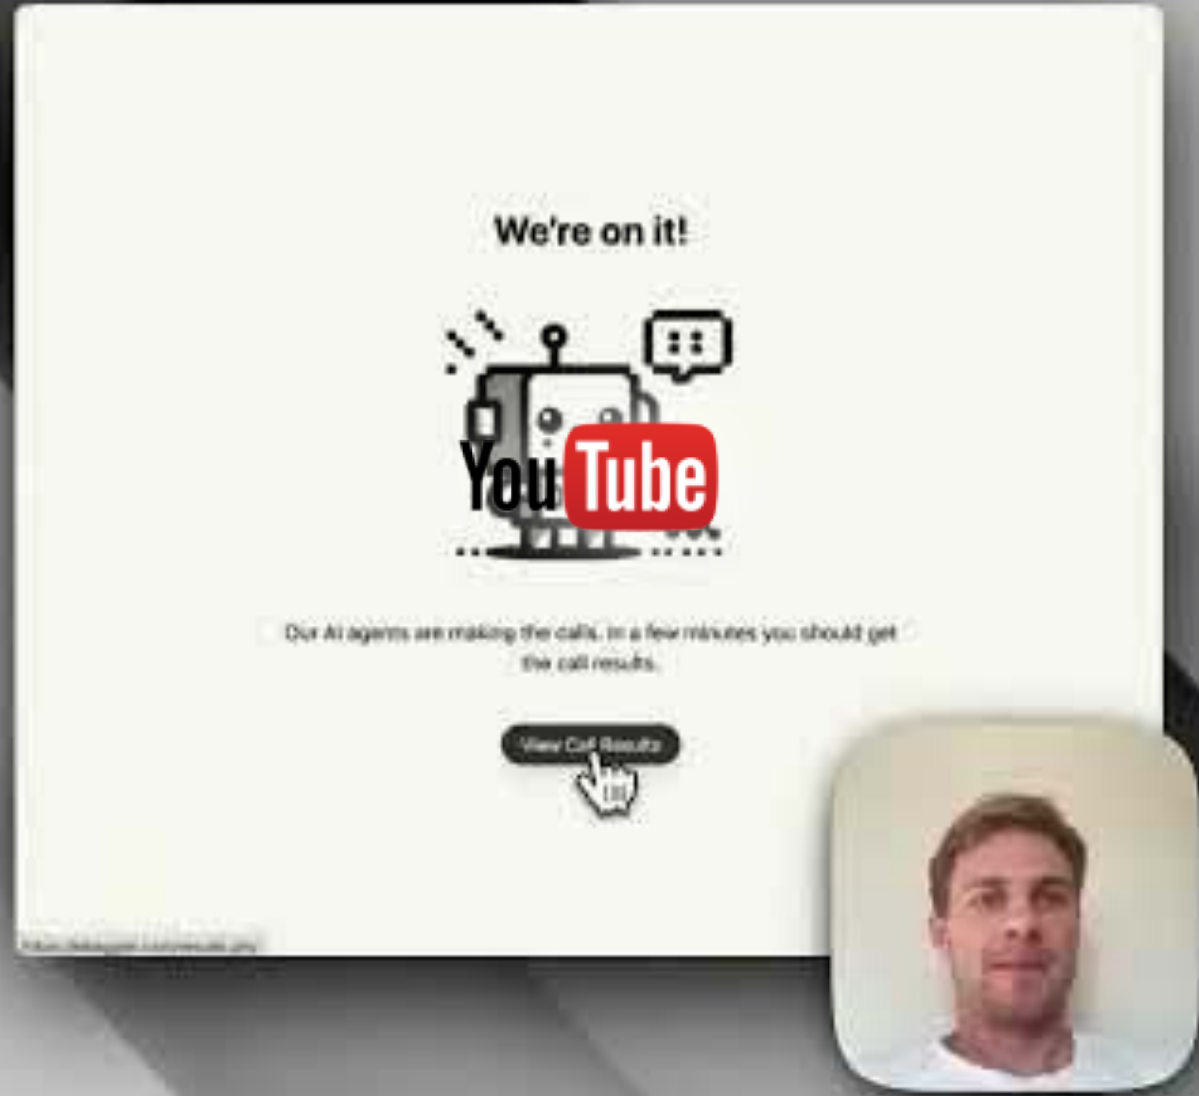 We're on it!
YouTube
Our AI agents are making the calls. In a few minutes you should get
the call results.
View Call Results